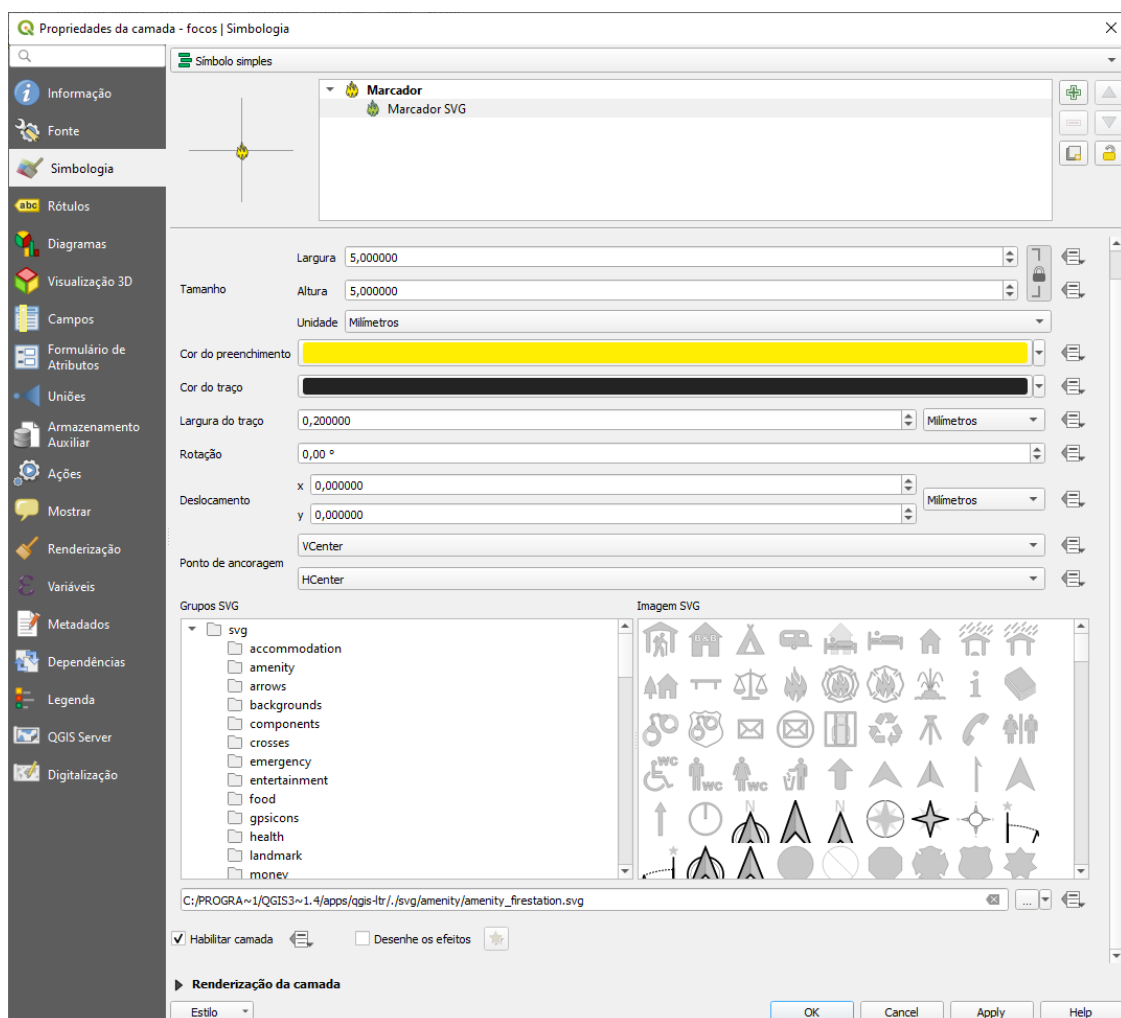 Propriedades da camada - focos | Simbologia
Símbolo simples
Informação
Fonte
Simbologia
abc Rótulos
Diagramas
Visualização 3D
Campos
Formulário de
Atributos
Uniões
Armazenamento
Auxiliar
Ações
Mostrar
Renderização
Variáveis
Metadados
Dependências
Legenda
QGIS Server
Digitalização
Marcador
Marcador SVG
Tamanho
Largura 5,000000
Altura 5,000000
Unidade Milímetros
Cor do preenchimento
Cor do traço
Largura do traço 0,200000 Milímetros
Rotação 0,00 °
Deslocamento
x 0,000000
y 0,000000
Milímetros
Ponto de ancoragem
VCenter
HCenter
Grupos SVG
svg
accommodation
amenity
arrows
backgrounds
components
crosses
emergency
entertainment
food
gpsicons
health
landmark
money
Imagem SVG
B&B
WC
WC
WC
N
N
C:/PROGRA~1/QGIS3~1.4/apps/qgis-ltr/./svg/amenity/amenity_firestation.svg
...
Habilitar camada
Desenhe os efeitos
Renderização da camada
Estilo
OK
Cancel
Apply
Help